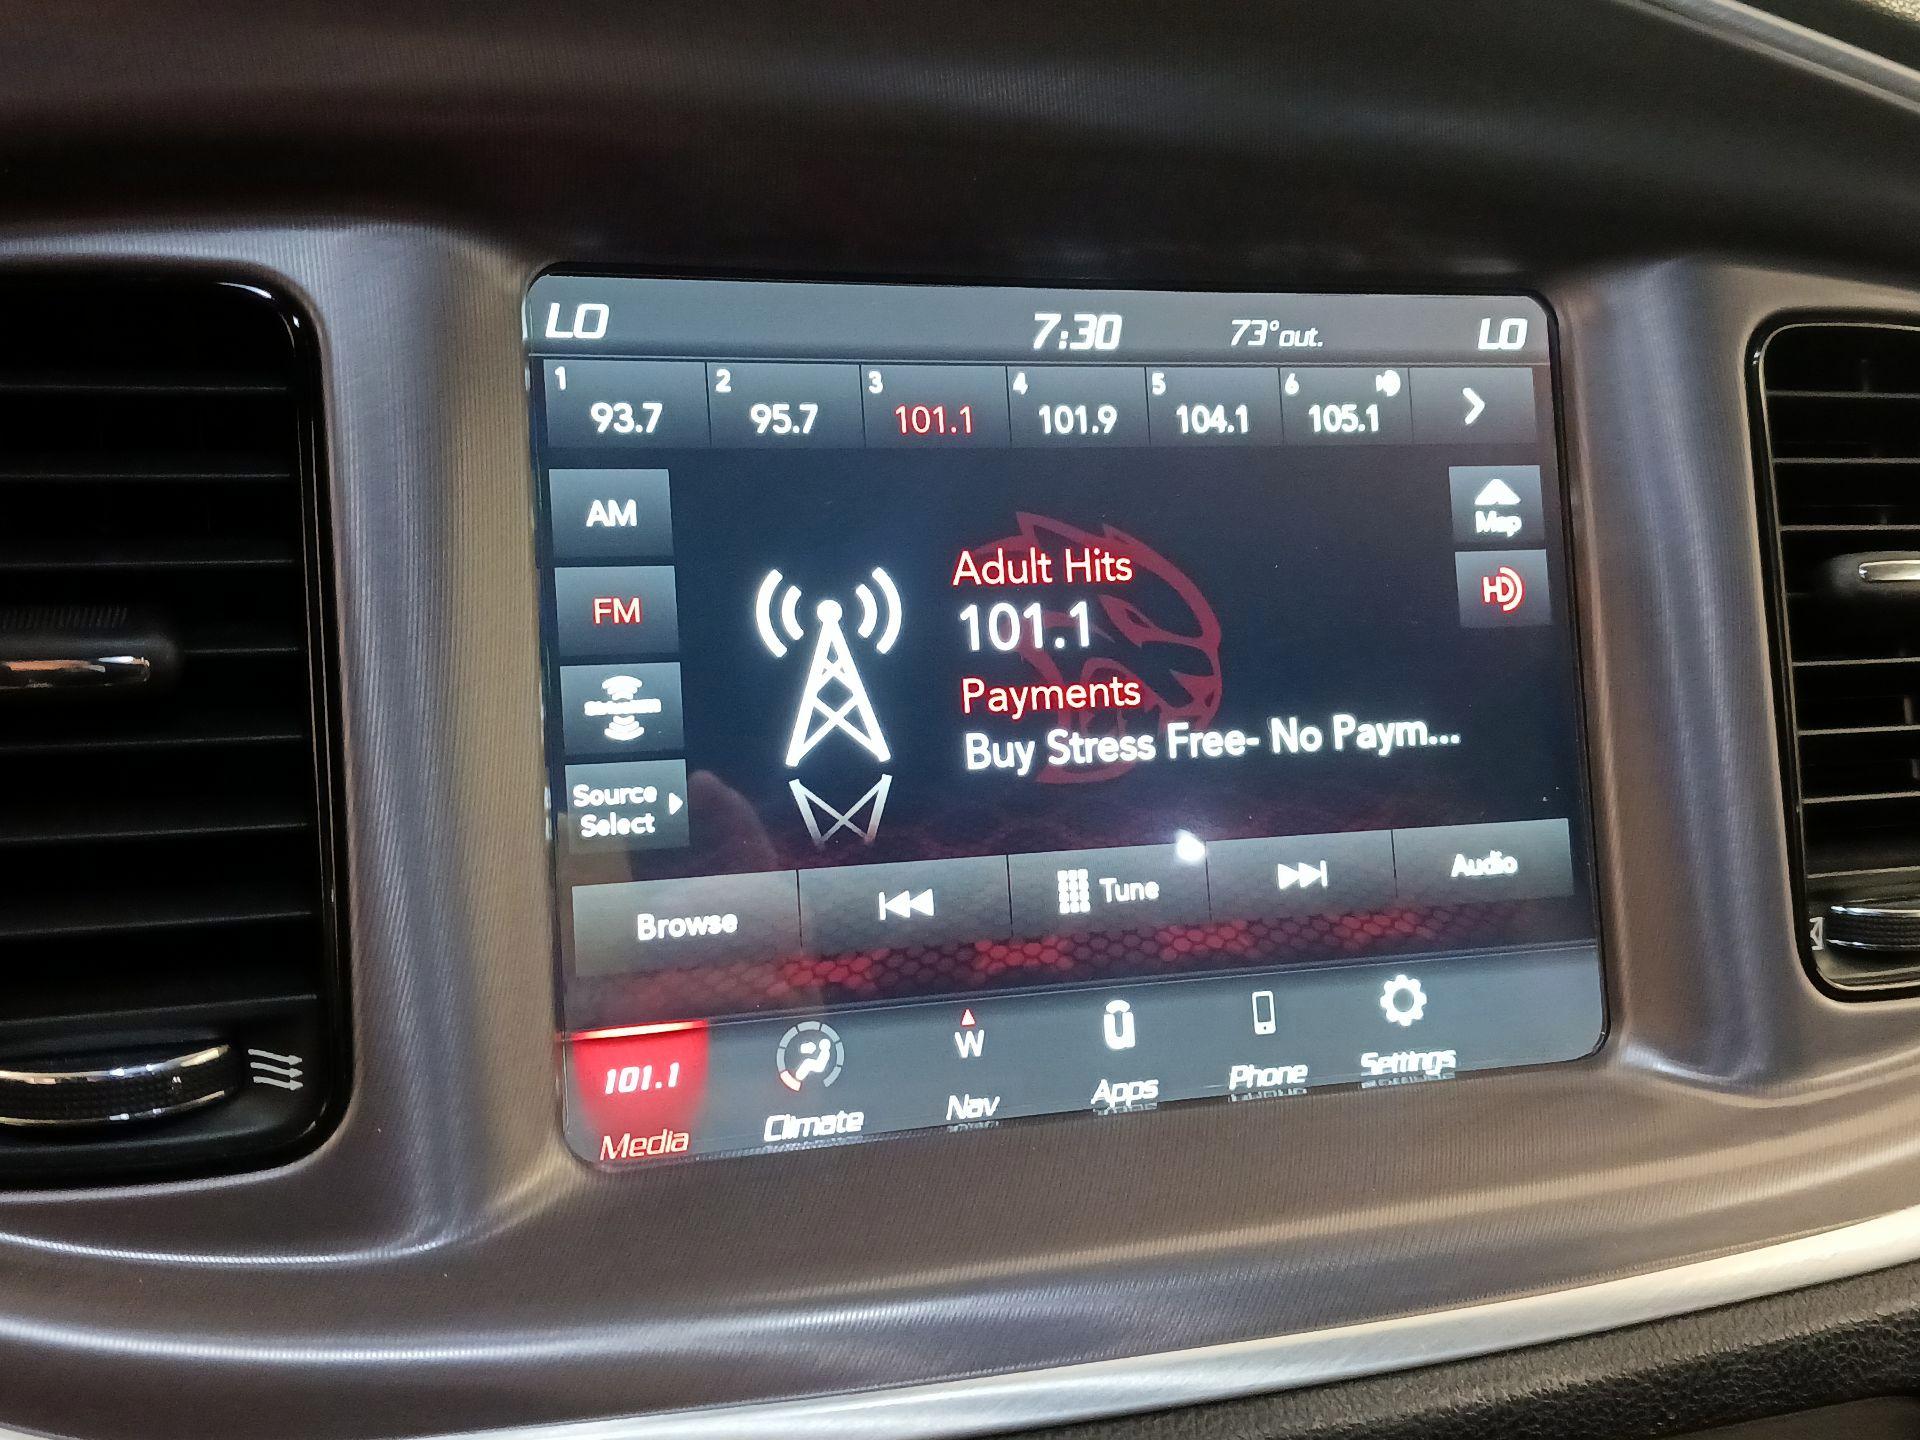 LO 7:30 73°out. LO
1 2 3 4 5 6
93.7 95.7 101.1 101.9 104.1 105.1
AM
FM
Source
Select
Map
HD
Adult Hits
101.1
Payments
Buy Stress Free- No Paym...
Browse Tune Audio
101.1 W
Media Climate Nav Apps Phone Settings